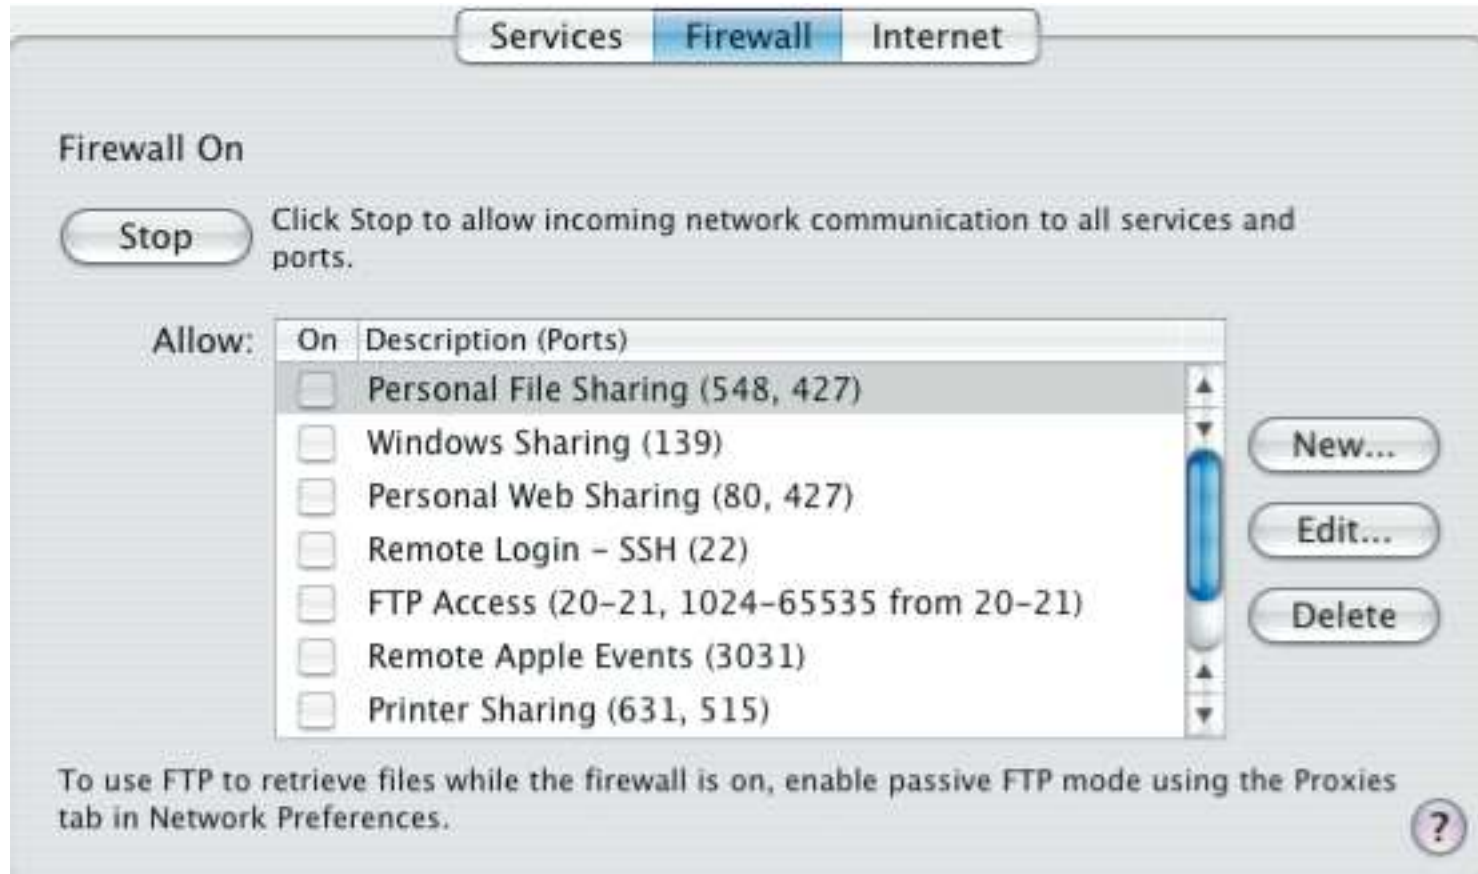 Services Firewall Internet
Firewall On
Stop
Click Stop to allow incoming network communication to all services and
ports.
Allow:
On Description (Ports)
Personal File Sharing (548, 427)
Windows Sharing (139)
Personal Web Sharing (80, 427)
Remote Login – SSH (22)
FTP Access (20–21, 1024–65535 from 20–21)
Remote Apple Events (3031)
Printer Sharing (631, 515)
New...
Edit...
Delete
To use FTP to retrieve files while the firewall is on, enable passive FTP mode using the Proxies
tab in Network Preferences.
?